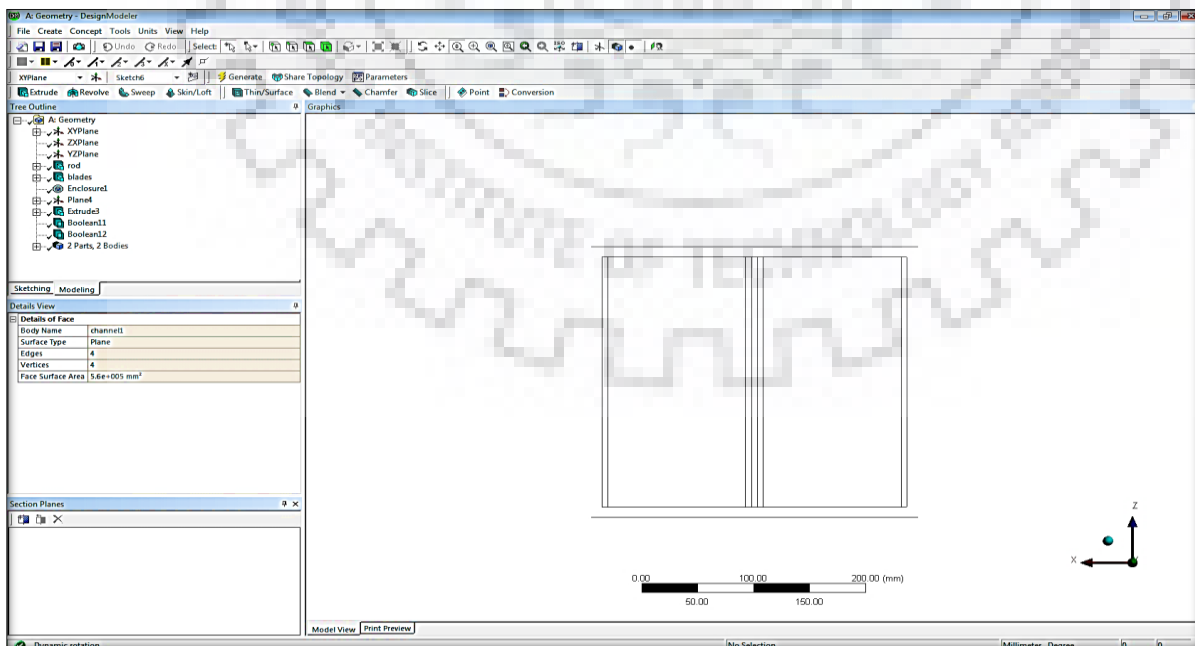 A: Geometry - DesignModeler
File Create Concept Tools Units View Help
Undo Redo Select:
XYPlane Sketch6 Generate Share Topology Parameters
Extrude Revolve Sweep Skin/Loft Thin/Surface Blend Chamfer Slice Point Conversion
Tree Outline
A: Geometry
XYPlane
ZXPlane
YZPlane
rod
blades
Enclosure1
Plane4
Extrude3
Boolean11
Boolean12
2 Parts, 2 Bodies
Sketching Modeling
Details View
Details of Face
Body Name channel1
Surface Type Plane
Edges 4
Vertices 4
Face Surface Area 5.6e+005 mm²
Section Planes
Graphics
Z
X
0.00 100.00 200.00 (mm)
50.00 150.00
Model View Print Preview
Dynamic rotation No Selection Millimeter Degree 0 0